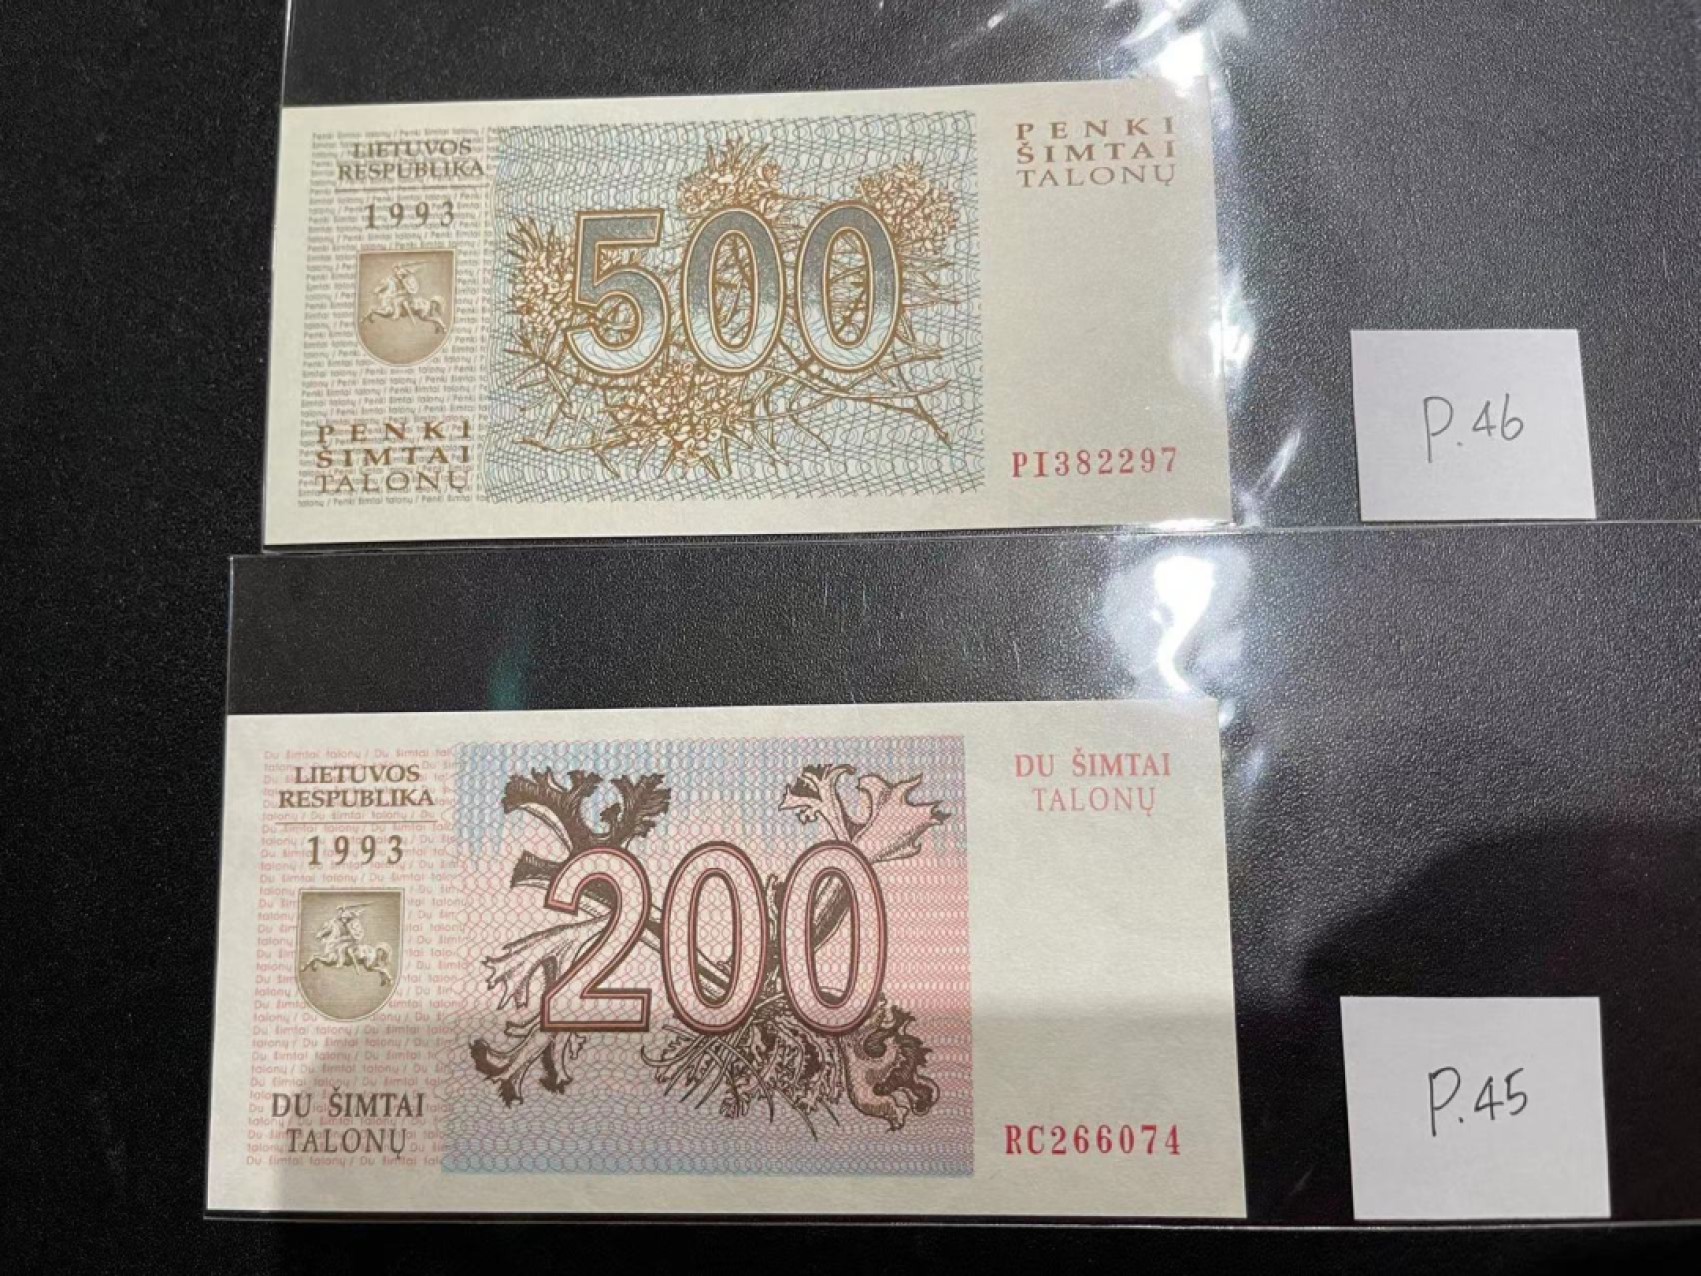 LIETUVOS
RESPUBLIKA
1993
PENKI
ŠIMTAI
TALONŲ
500
PENKI
ŠIMTAI
TALONŲ
PI382297
P.46
LIETUVOS
RESPUBLIKA
1993
DU ŠIMTAI
TALONŲ
200
DU ŠIMTAI
TALONŲ
RC266074
P.45